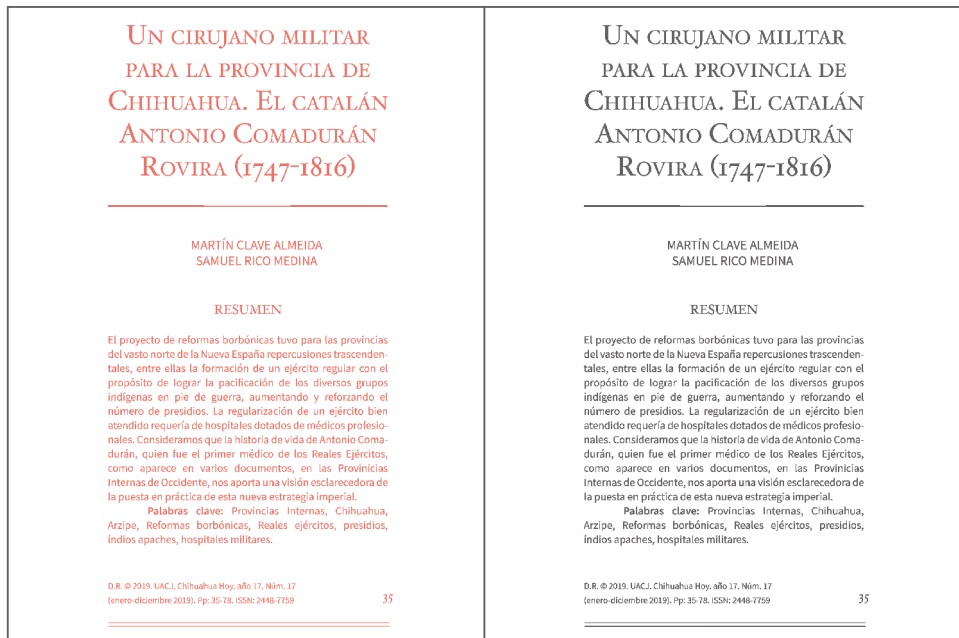 Un cirujano militar
para la provincia de
Chihuahua. El catalán
Antonio Comadurán
Rovira (1747-1816)
MARTÍN CLAVE ALMEIDA
SAMUEL RICO MEDINA
RESUMEN
El proyecto de reformas borbónicas tuvo para las provincias
del vasto norte de la Nueva España repercusiones trascenden-
tales, entre ellas la formación de un ejército regular con el
propósito de lograr la pacificación de los diversos grupos
indígenas en pie de guerra, aumentando y reforzando el
número de presidios. La regularización de un ejército bien
atendido requería de hospitales dotados de médicos profesio-
nales. Consideramos que la historia de vida de Antonio Coma-
durán, quien fue el primer médico de los Reales Ejércitos,
como aparece en varios documentos, en las Provinicias
Internas de Occidente, nos aporta una visión esclarecedora de
la puesta en práctica de esta nueva estrategia imperial.
Palabras clave: Provincias Internas, Chihuahua,
Arzipe, Reformas borbónicas, Reales ejércitos, presidios,
índios apaches, hospitales militares.
D.R. © 2019. UACJ. Chihuahua Hoy, año 17, Núm. 17
(enero-diciembre 2019). Pp: 35-78. ISSN: 2448-7759
35
Un cirujano militar
para la provincia de
Chihuahua. El catalán
Antonio Comadurán
Rovira (1747-1816)
MARTÍN CLAVE ALMEIDA
SAMUEL RICO MEDINA
RESUMEN
El proyecto de reformas borbónicas tuvo para las provincias
del vasto norte de la Nueva España repercusiones trascenden-
tales, entre ellas la formación de un ejército regular con el
propósito de lograr la pacificación de los diversos grupos
indígenas en pie de guerra, aumentando y reforzando el
número de presidios. La regularización de un ejército bien
atendido requería de hospitales dotados de médicos profesio-
nales. Consideramos que la historia de vida de Antonio Coma-
durán, quien fue el primer médico de los Reales Ejércitos,
como aparece en varios documentos, en las Provinicias
Internas de Occidente, nos aporta una visión esclarecedora de
la puesta en práctica de esta nueva estrategia imperial.
Palabras clave: Provincias Internas, Chihuahua,
Arzipe, Reformas borbónicas, Reales ejércitos, presidios,
índios apaches, hospitales militares.
D.R. © 2019. UACJ. Chihuahua Hoy, año 17, Núm. 17
(enero-diciembre 2019). Pp: 35-78. ISSN: 2448-7759
35